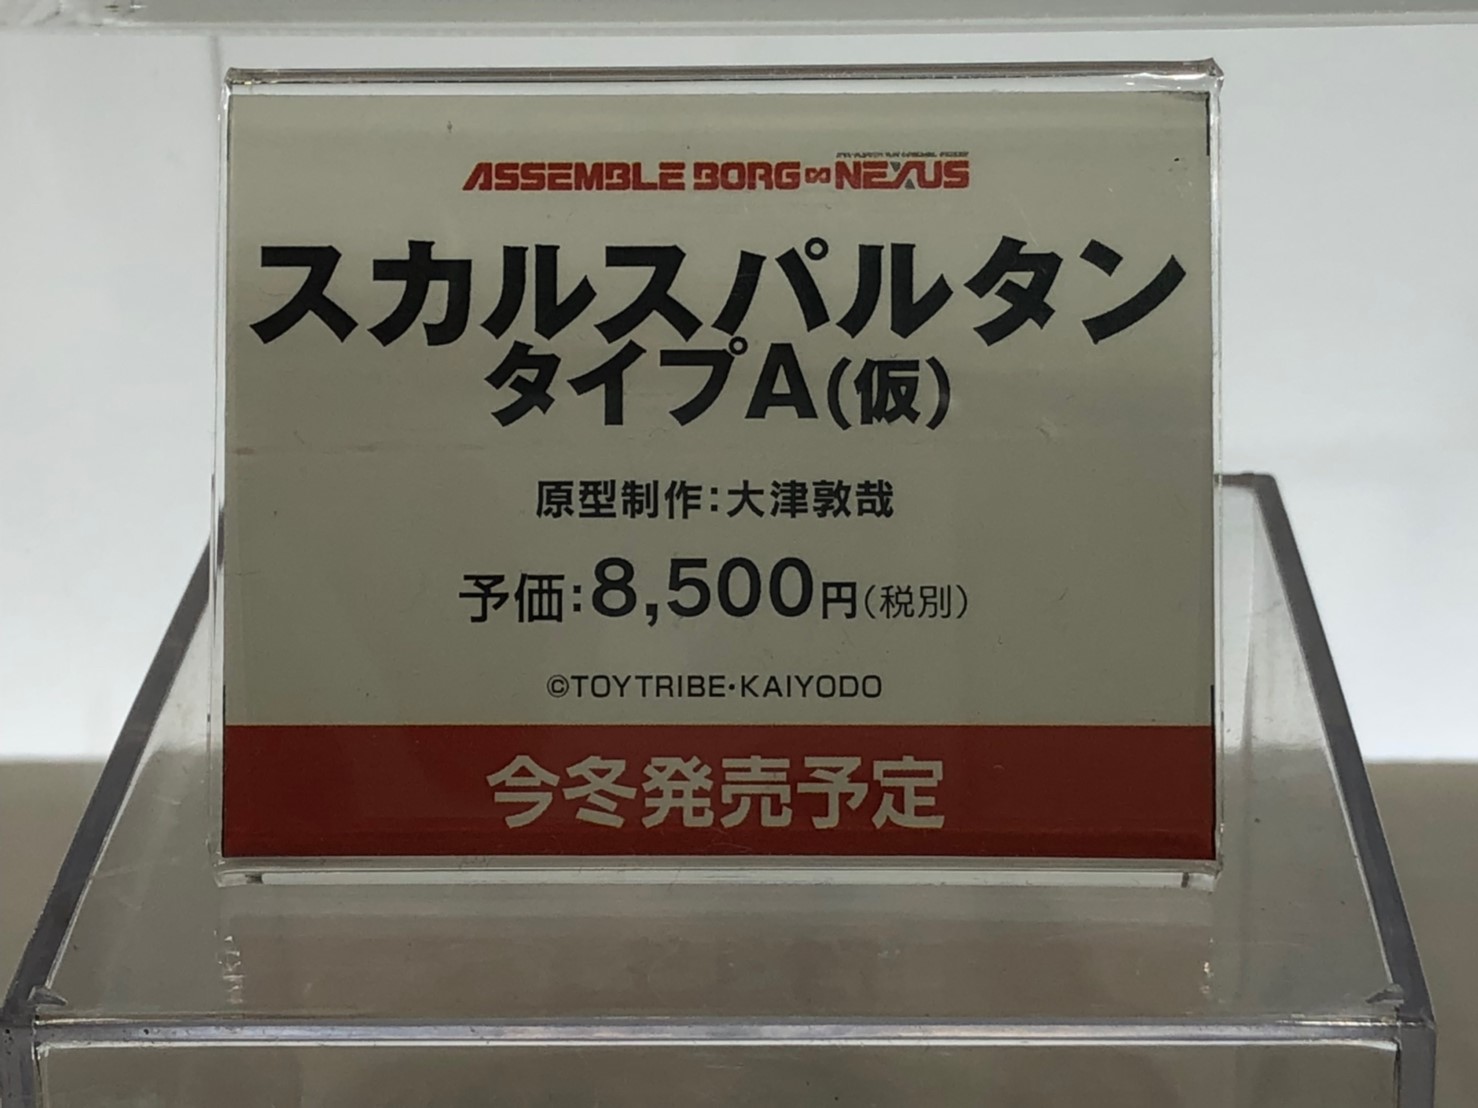 ASSEMBLE BORG∞NEXUS
スカルスパルタン
タイプA(仮)
原型制作:大津敦哉
予価:8,500円(税別)
©TOYTRIBE・KAIYODO
今冬発売予定